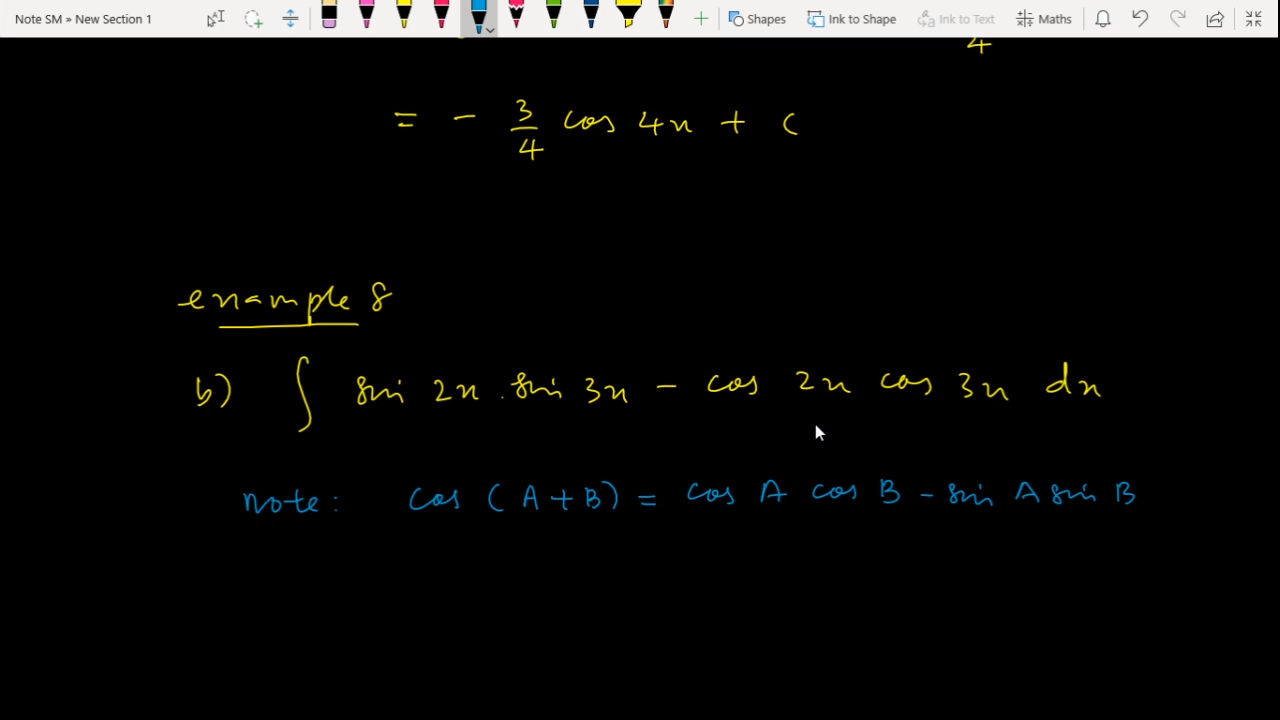 Note SM » New Section 1
Shapes
Ink to Shape
Ink to Text
Maths
4
= - 3/4 cos 4x + c
example 8
b) ∫ sin 2x . sin 3x - cos 2x cos 3x dx
note: cos (A + B) = cos A cos B - sin A sin B